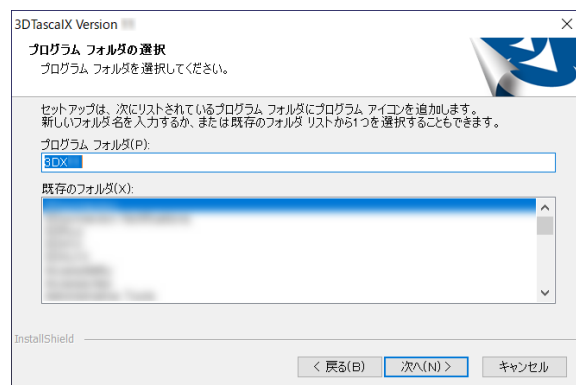 3DTascalX Version
プログラム フォルダの選択
プログラム フォルダを選択してください。
セットアップは、次にリストされているプログラム フォルダにプログラム アイコンを追加します。
新しいフォルダ名を入力するか、または既存のフォルダ リストから1つを選択することもできます。
プログラム フォルダ(P):
3DX
既存のフォルダ(X):
InstallShield
< 戻る(B)
次へ(N) >
キャンセル